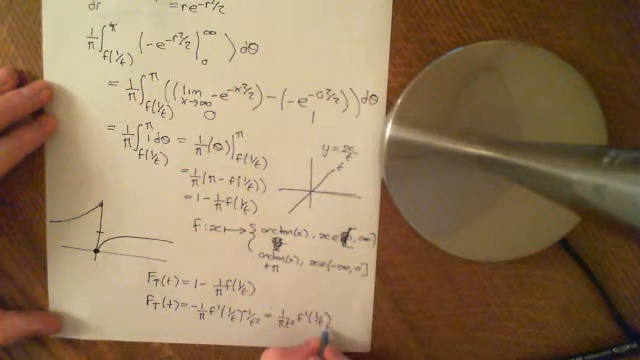 dr = re^{-r²/2}
1/π ∫_{f(1/t)}^{π} (-e^{-r²/2} |_0^∞) dθ
= 1/π ∫_{f(1/t)}^{π} ((lim_{x→∞} -e^{-x²/2}) - (-e^{-0²/2})) dθ
0 1
= 1/π ∫_{f(1/t)}^{π} 1 dθ = 1/π (θ) |_{f(1/t)}^{π}
y = x/t
t
= 1/π (π - f(1/t))
= 1 - 1/π f(1/t)
f: x ↦ { arctan(x), x∈(0, ∞)
arctan(x) + π, x∈(-∞, 0]
F_T(t) = 1 - 1/π f(1/t)
F_T(t) = -1/π f'(1/t) · -1/t² = 1/πt² f'(1/t)